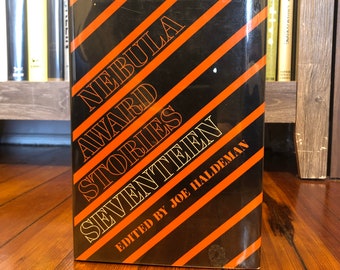 NEBULA
AWARD
STORIES
SEVENTEEN
EDITED BY JOE HALDEMAN